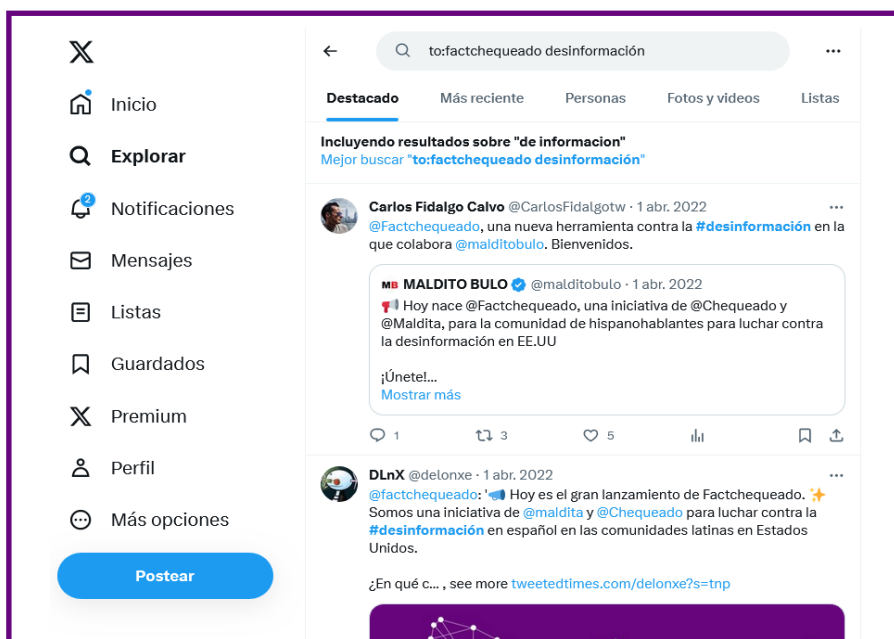 to:factchequeado desinformación
Inicio
Explorar
2
Notificaciones
Mensajes
Listas
Guardados
Premium
Perfil
Más opciones
Postear
Destacado Más reciente Personas Fotos y videos Listas
Incluyendo resultados sobre "de informacion"
Mejor buscar "to:factchequeado desinformación"
Carlos Fidalgo Calvo @CarlosFidalgotw · 1 abr. 2022
@Factchequeado, una nueva herramienta contra la #desinformación en la
que colabora @malditobulo. Bienvenidos.
MB MALDITO BULO @malditobulo · 1 abr. 2022
📢 Hoy nace @Factchequeado, una iniciativa de @Chequeado y
@Maldita, para la comunidad de hispanohablantes para luchar contra
la desinformación en EE.UU
¡Únete!...
Mostrar más
1 3 5
DLnX @delonxe · 1 abr. 2022
@factchequeado: '📣 Hoy es el gran lanzamiento de Factchequeado. ✨
Somos una iniciativa de @maldita y @Chequeado para luchar contra la
#desinformación en español en las comunidades latinas en Estados
Unidos.
¿En qué c... , see more tweetedtimes.com/delonxe?s=tnp